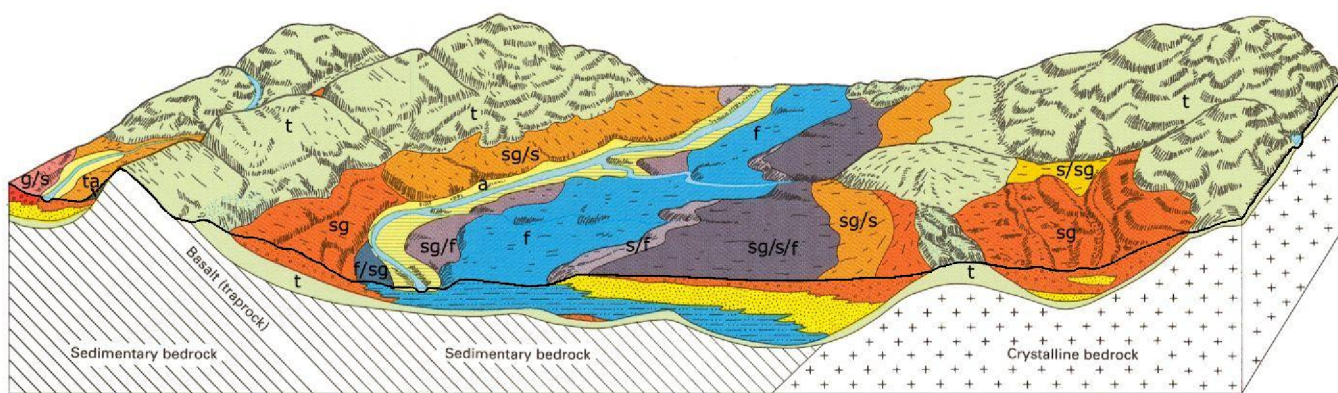 t
t
t
g/s
ta
sg/s
a
f
s/sg
sg
sg/f
f
s/f
sg/s/f
sg/s
sg
f/sg
t
t
Basalt (traprock)
Sedimentary bedrock
Sedimentary bedrock
Crystalline bedrock